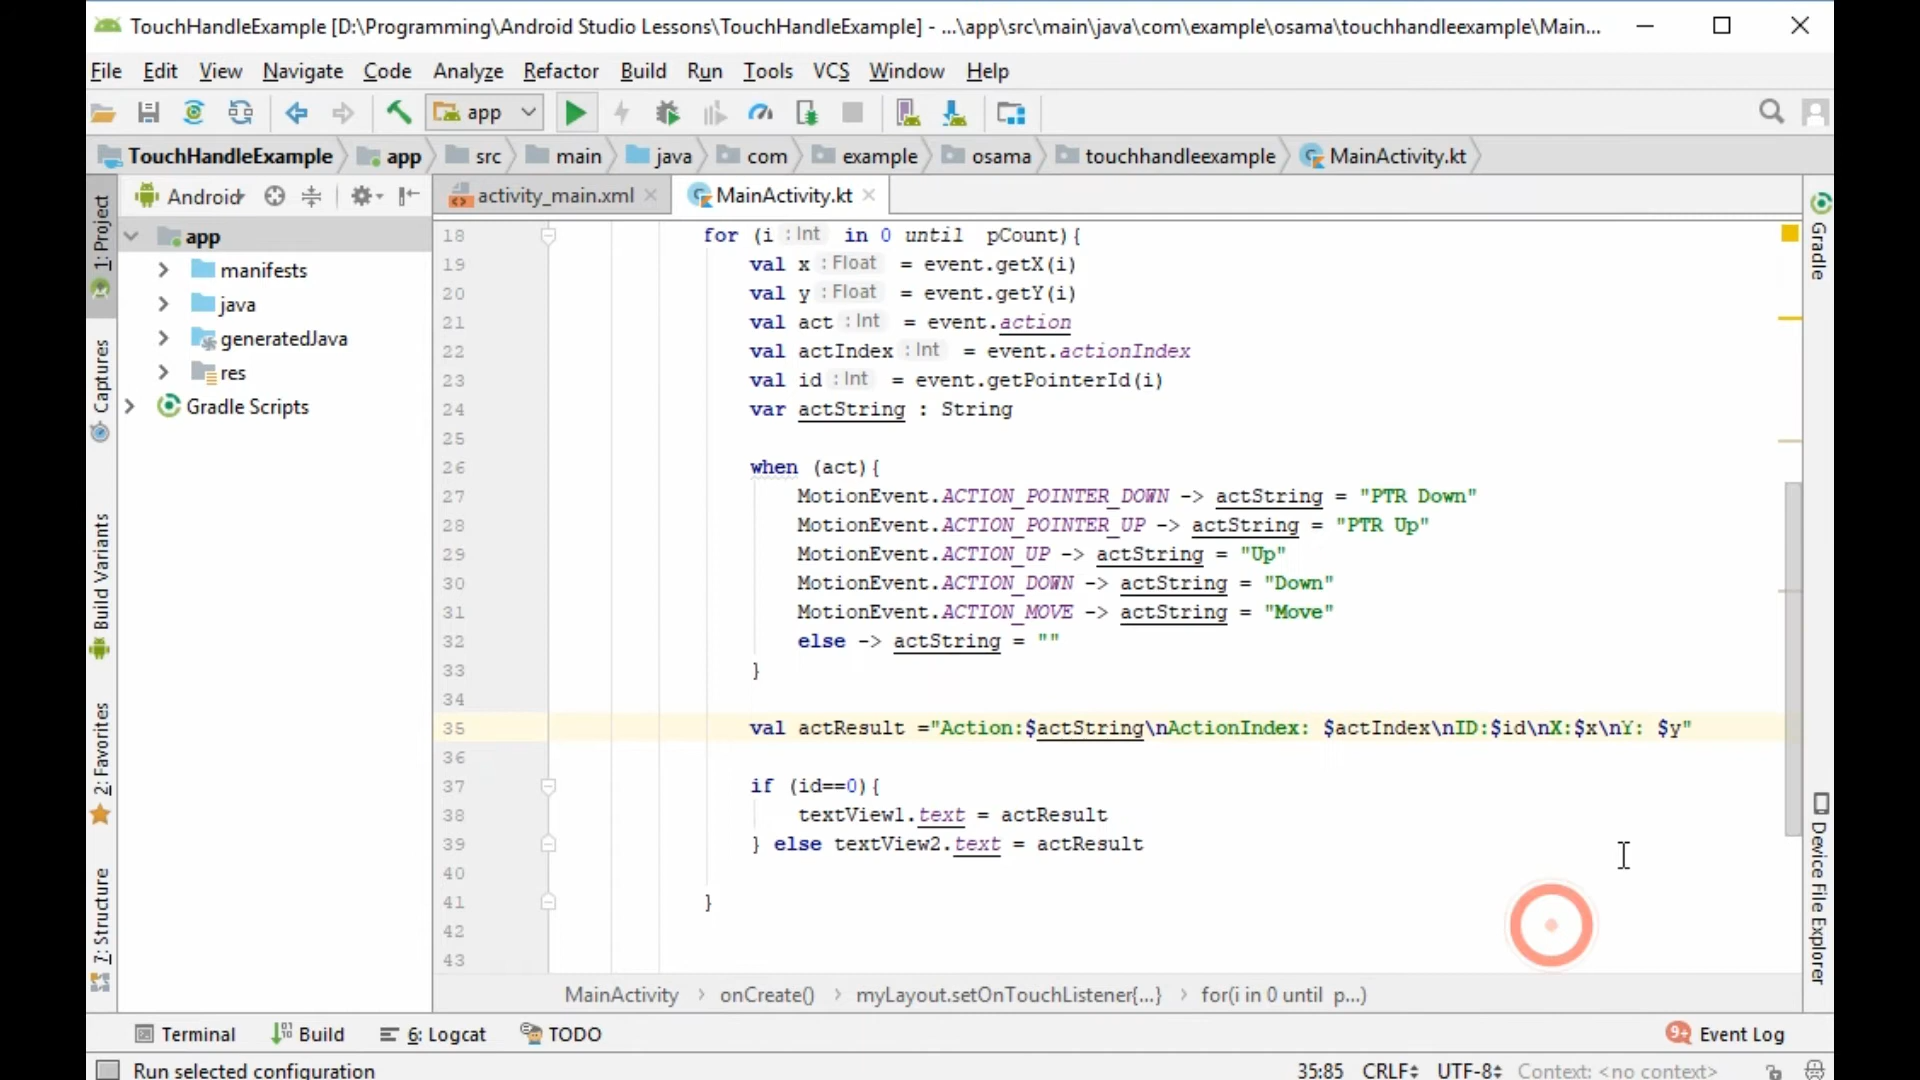 TouchHandleExample [D:\Programming\Android Studio Lessons\TouchHandleExample] - ...\app\src\main\java\com\example\osama\touchhandleexample\Main...
File Edit View Navigate Code Analyze Refactor Build Run Tools VCS Window Help
app
TouchHandleExample app src main java com example osama touchhandleexample MainActivity.kt
Android activity_main.xml MainActivity.kt
1: Project
Captures
Build Variants
2: Favorites
7: Structure
app
manifests
java
generatedJava
res
Gradle Scripts
18 for (i : Int in 0 until pCount){
19 val x : Float = event.getX(i)
20 val y : Float = event.getY(i)
21 val act : Int = event.action
22 val actIndex : Int = event.actionIndex
23 val id : Int = event.getPointerId(i)
24 var actString : String
25
26 when (act){
27 MotionEvent.ACTION_POINTER_DOWN -> actString = "PTR Down"
28 MotionEvent.ACTION_POINTER_UP -> actString = "PTR Up"
29 MotionEvent.ACTION_UP -> actString = "Up"
30 MotionEvent.ACTION_DOWN -> actString = "Down"
31 MotionEvent.ACTION_MOVE -> actString = "Move"
32 else -> actString = ""
33 }
34
35 val actResult ="Action:$actString\nActionIndex: $actIndex\nID:$id\nX:$x\nY: $y"
36
37 if (id==0){
38 textView1.text = actResult
39 } else textView2.text = actResult
40
41 }
42
43
Gradle
Device File Explorer
MainActivity › onCreate() › myLayout.setOnTouchListener{...} › for(i in 0 until p...)
Terminal Build 6: Logcat TODO 9+ Event Log
Run selected configuration 35:85 CRLF UTF-8 Context: <no context>